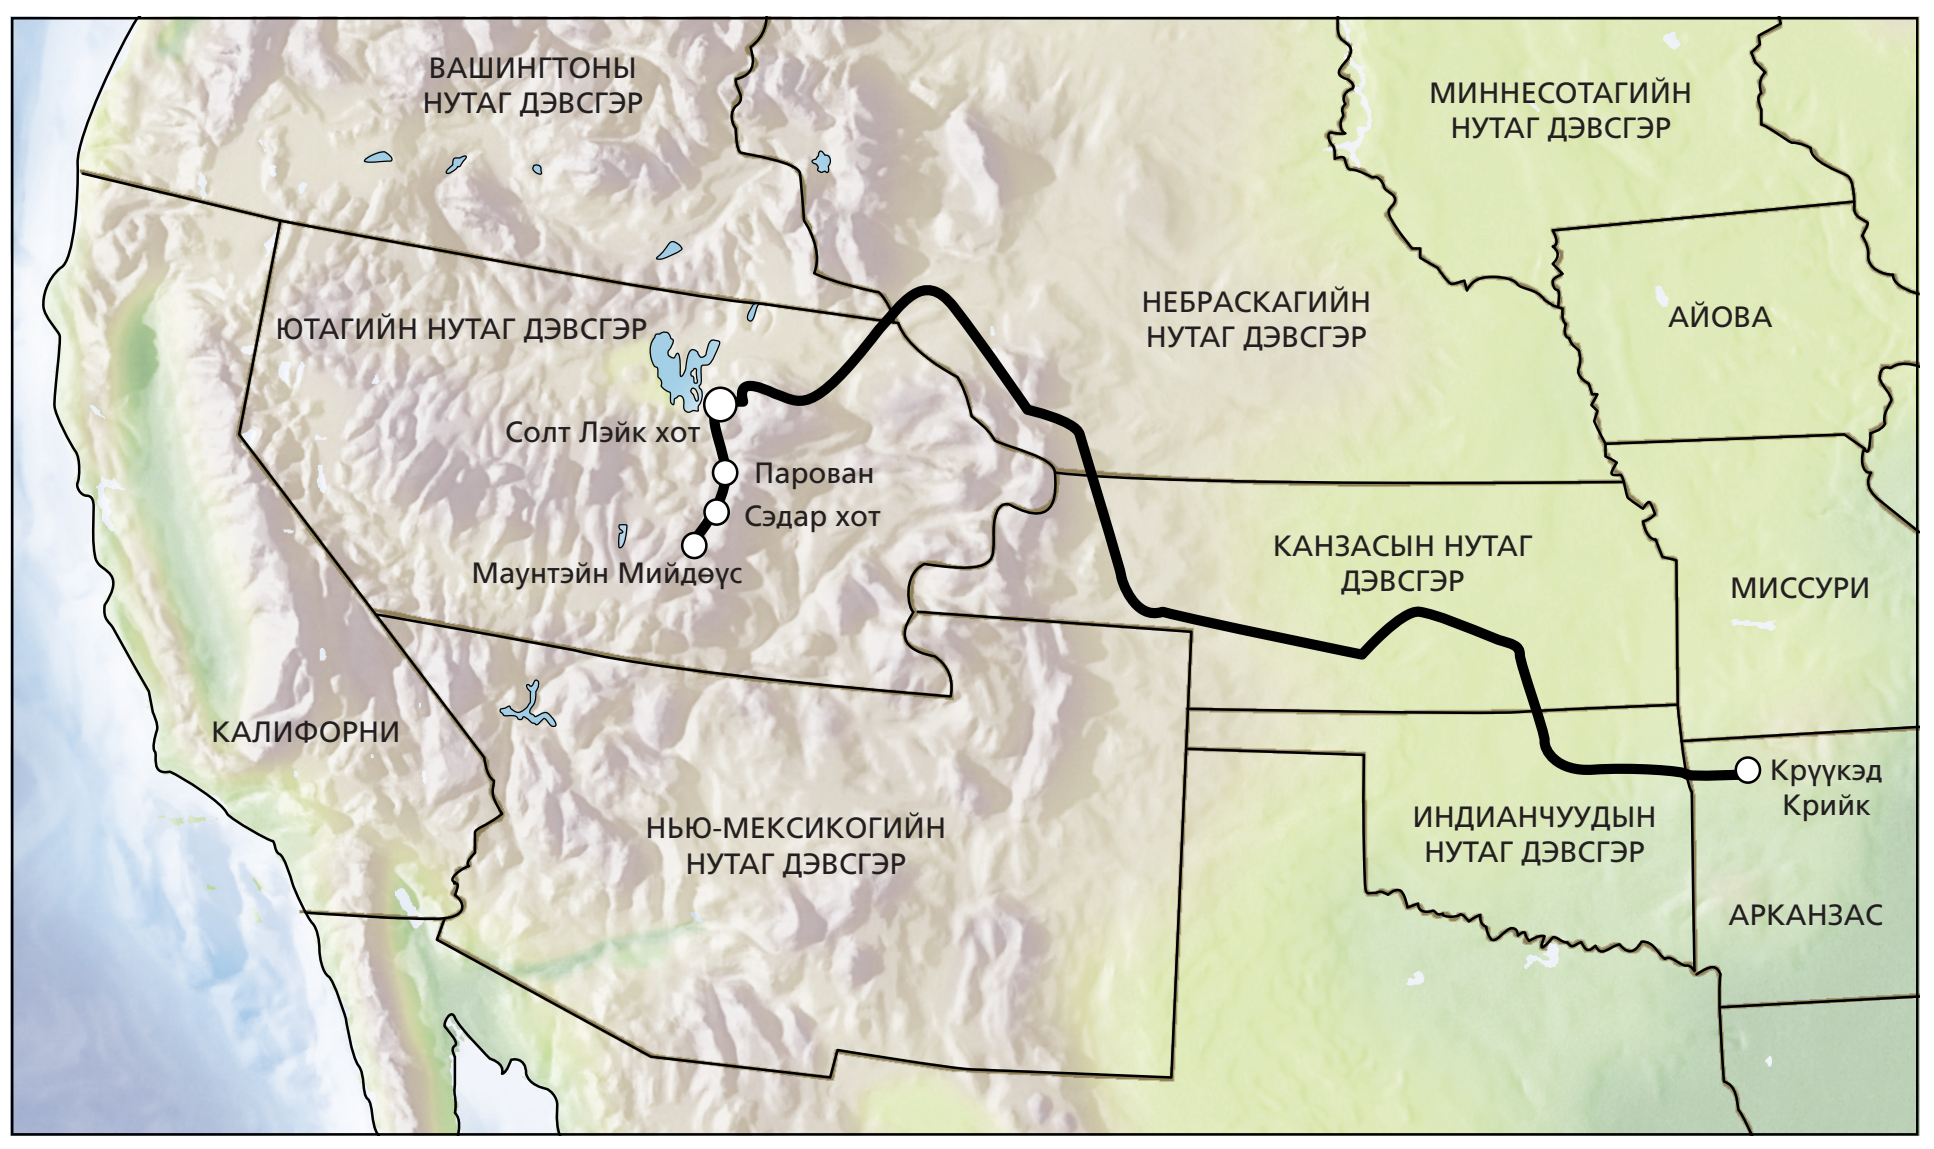 ВАШИНГТОНЫ
НУТАГ ДЭВСГЭР
МИННЕСОТАГИЙН
НУТАГ ДЭВСГЭР
НЕБРАСКАГИЙН
НУТАГ ДЭВСГЭР
АЙОВА
ЮТАГИЙН НУТАГ ДЭВСГЭР
Солт Лэйк хот
Парован
Сэдар хот
Маунтэйн Мийдөүс
КАНЗАСЫН НУТАГ
ДЭВСГЭР
МИССУРИ
КАЛИФОРНИ
Крүүкэд
Крийк
НЬЮ-МЕКСИКОГИЙН
НУТАГ ДЭВСГЭР
ИНДИАНЧУУДЫН
НУТАГ ДЭВСГЭР
АРКАНЗАС